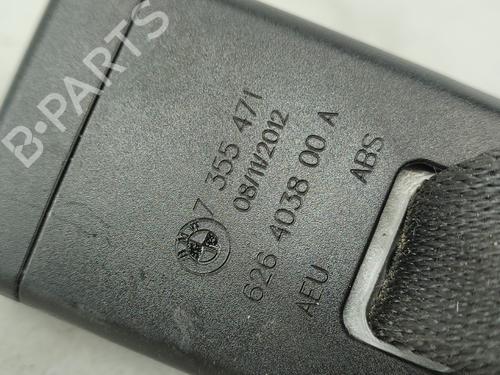 B-PARTS
7 355 471
08/11/2012
626 4038 00 A
AEU
ABS